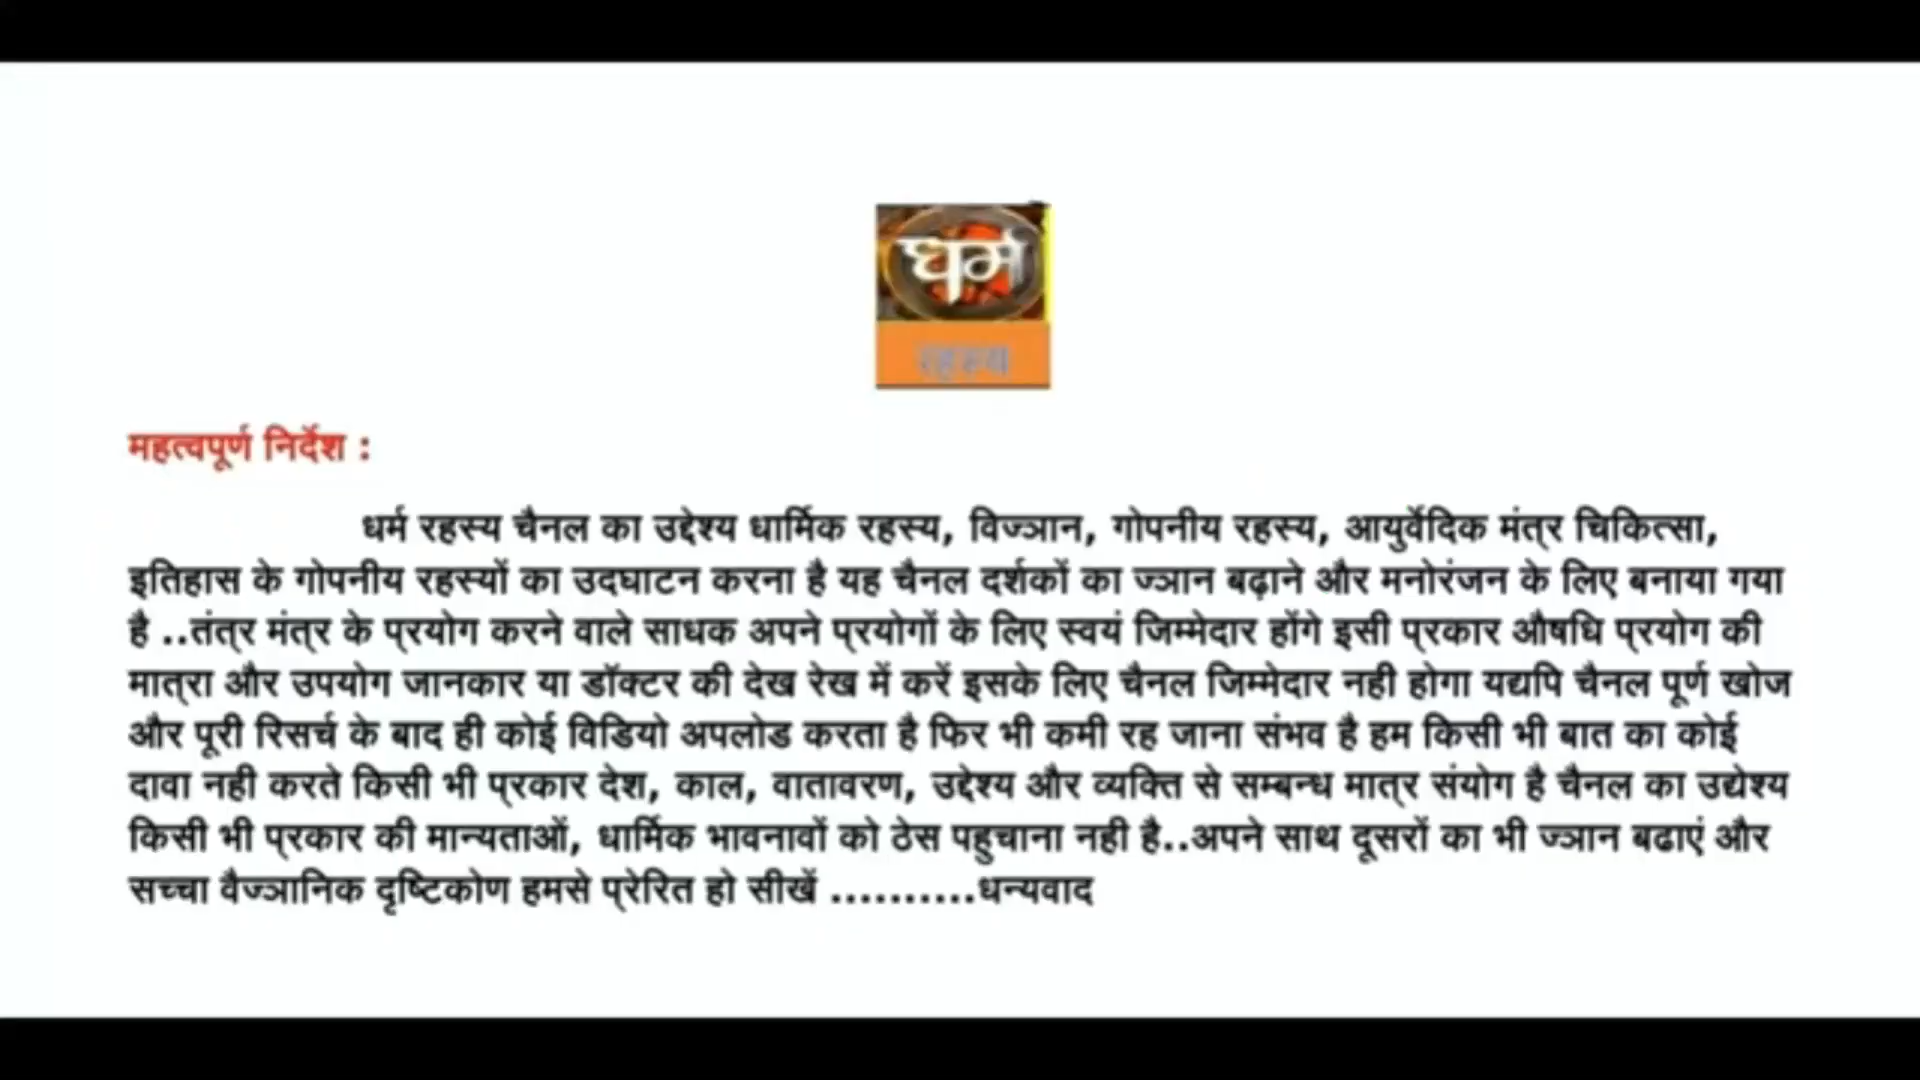 धर्म
रहस्य
महत्वपूर्ण निर्देश :
धर्म रहस्य चैनल का उद्देश्य धार्मिक रहस्य, विज्ञान, गोपनीय रहस्य, आयुर्वेदिक मंत्र चिकित्सा,
इतिहास के गोपनीय रहस्यों का उदघाटन करना है यह चैनल दर्शकों का ज्ञान बढ़ाने और मनोरंजन के लिए बनाया गया
है ..तंत्र मंत्र के प्रयोग करने वाले साधक अपने प्रयोगों के लिए स्वयं जिम्मेदार होंगे इसी प्रकार औषधि प्रयोग की
मात्रा और उपयोग जानकार या डॉक्टर की देख रेख में करें इसके लिए चैनल जिम्मेदार नही होगा यद्यपि चैनल पूर्ण खोज
और पूरी रिसर्च के बाद ही कोई विडियो अपलोड करता है फिर भी कमी रह जाना संभव है हम किसी भी बात का कोई
दावा नही करते किसी भी प्रकार देश, काल, वातावरण, उद्देश्य और व्यक्ति से सम्बन्ध मात्र संयोग है चैनल का उद्येश्य
किसी भी प्रकार की मान्यताओं, धार्मिक भावनावों को ठेस पहुचाना नही है..अपने साथ दूसरों का भी ज्ञान बढाएं और
सच्चा वैज्ञानिक दृष्टिकोण हमसे प्रेरित हो सीखें ..........धन्यवाद